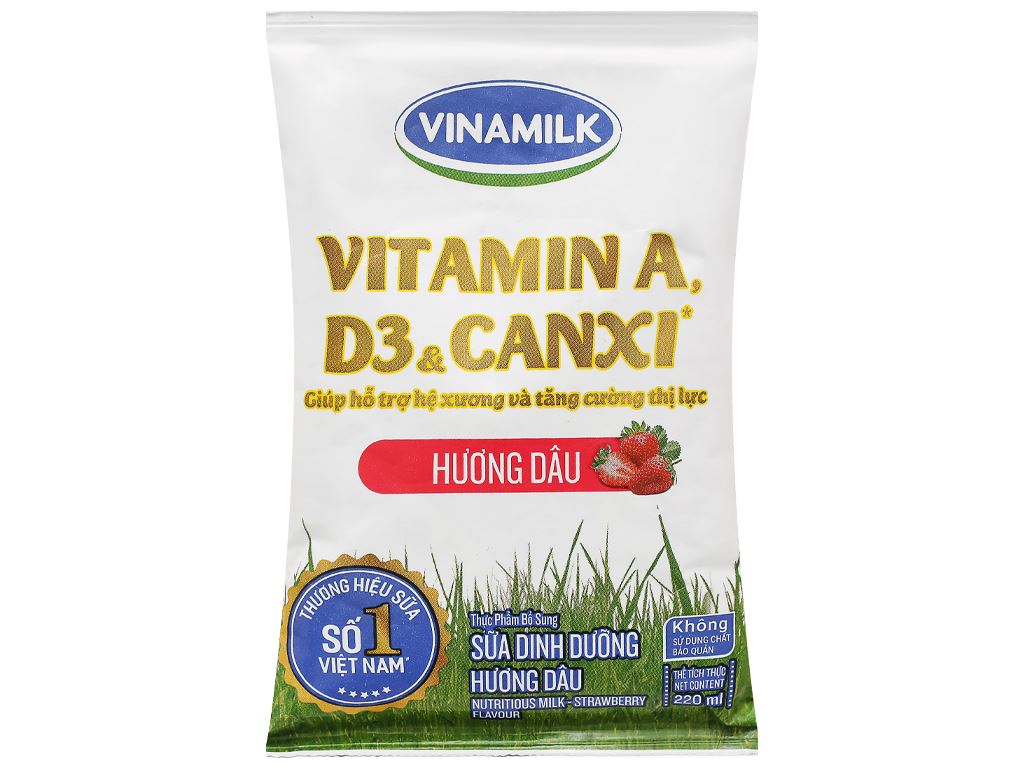 VINAMILK
VITAMIN A,
D3 & CANXI*
Giúp hỗ trợ hệ xương và tăng cường thị lực
HƯƠNG DÂU
THƯƠNG HIỆU SỮA
SỐ 1
VIỆT NAM
Thực Phẩm Bổ Sung
SỮA DINH DƯỠNG
HƯƠNG DÂU
NUTRITIOUS MILK - STRAWBERRY
FLAVOUR
Không
SỬ DỤNG CHẤT
BẢO QUẢN
THỂ TÍCH THỰC
NET CONTENT
220 ml